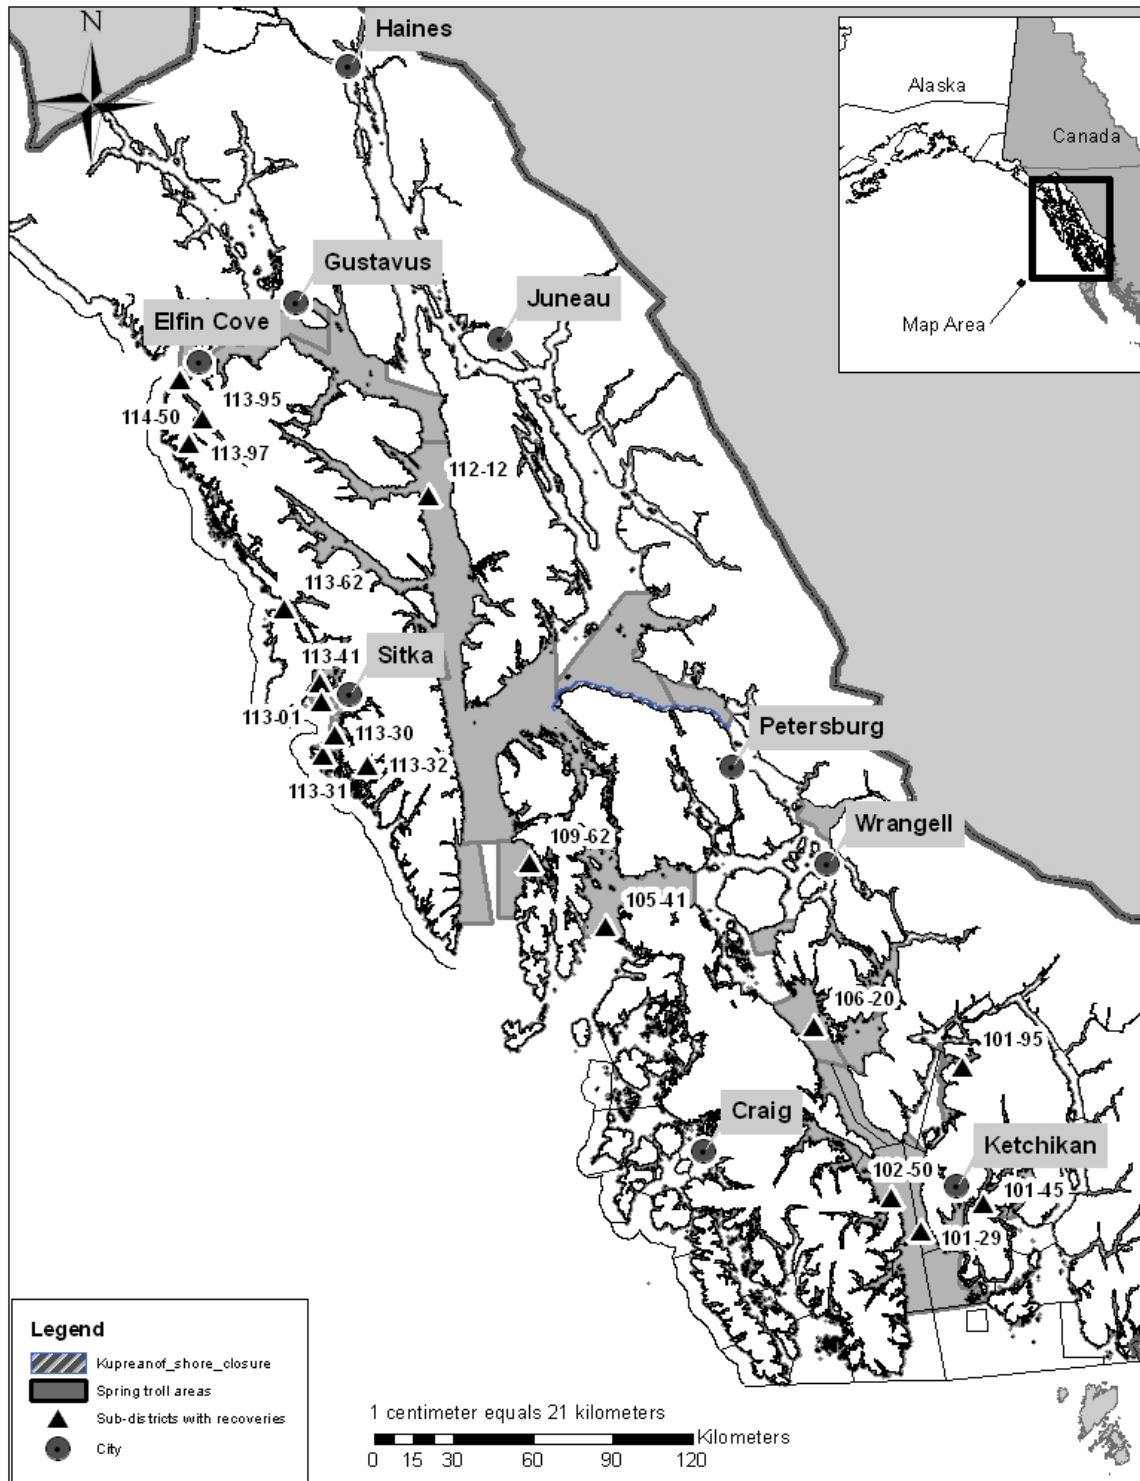 N
Haines
Alaska
Canada
Map Area
Gustavus
Juneau
Elfin Cove
113-95
114-50
113-97
112-12
113-62
113-41
Sitka
113-01
113-30
113-32
113-31
Petersburg
Wrangell
109-62
105-41
106-20
101-95
Craig
Ketchikan
102-50
101-45
101-29
Legend
Kupreanof_shore_closure
Spring troll areas
Sub-districts with recoveries
City
1 centimeter equals 21 kilometers
Kilometers
0 15 30 60 90 120